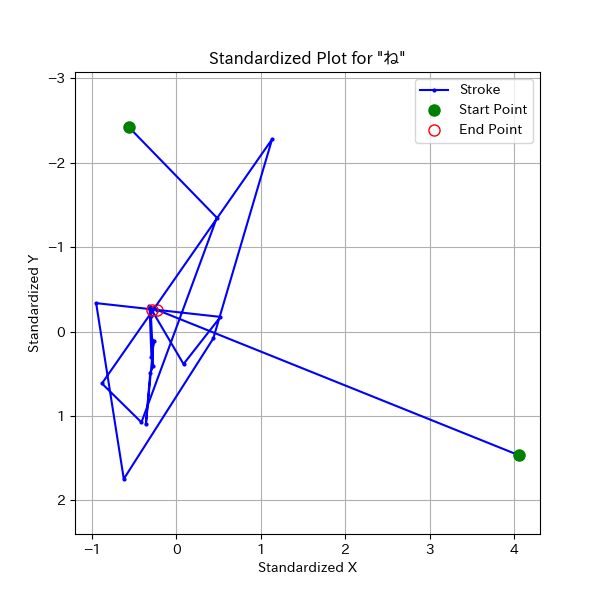 Standardized Plot for "ね"
Stroke
Start Point
End Point
−3
−2
−1
0
1
2
Standardized Y
−1 0 1 2 3 4
Standardized X